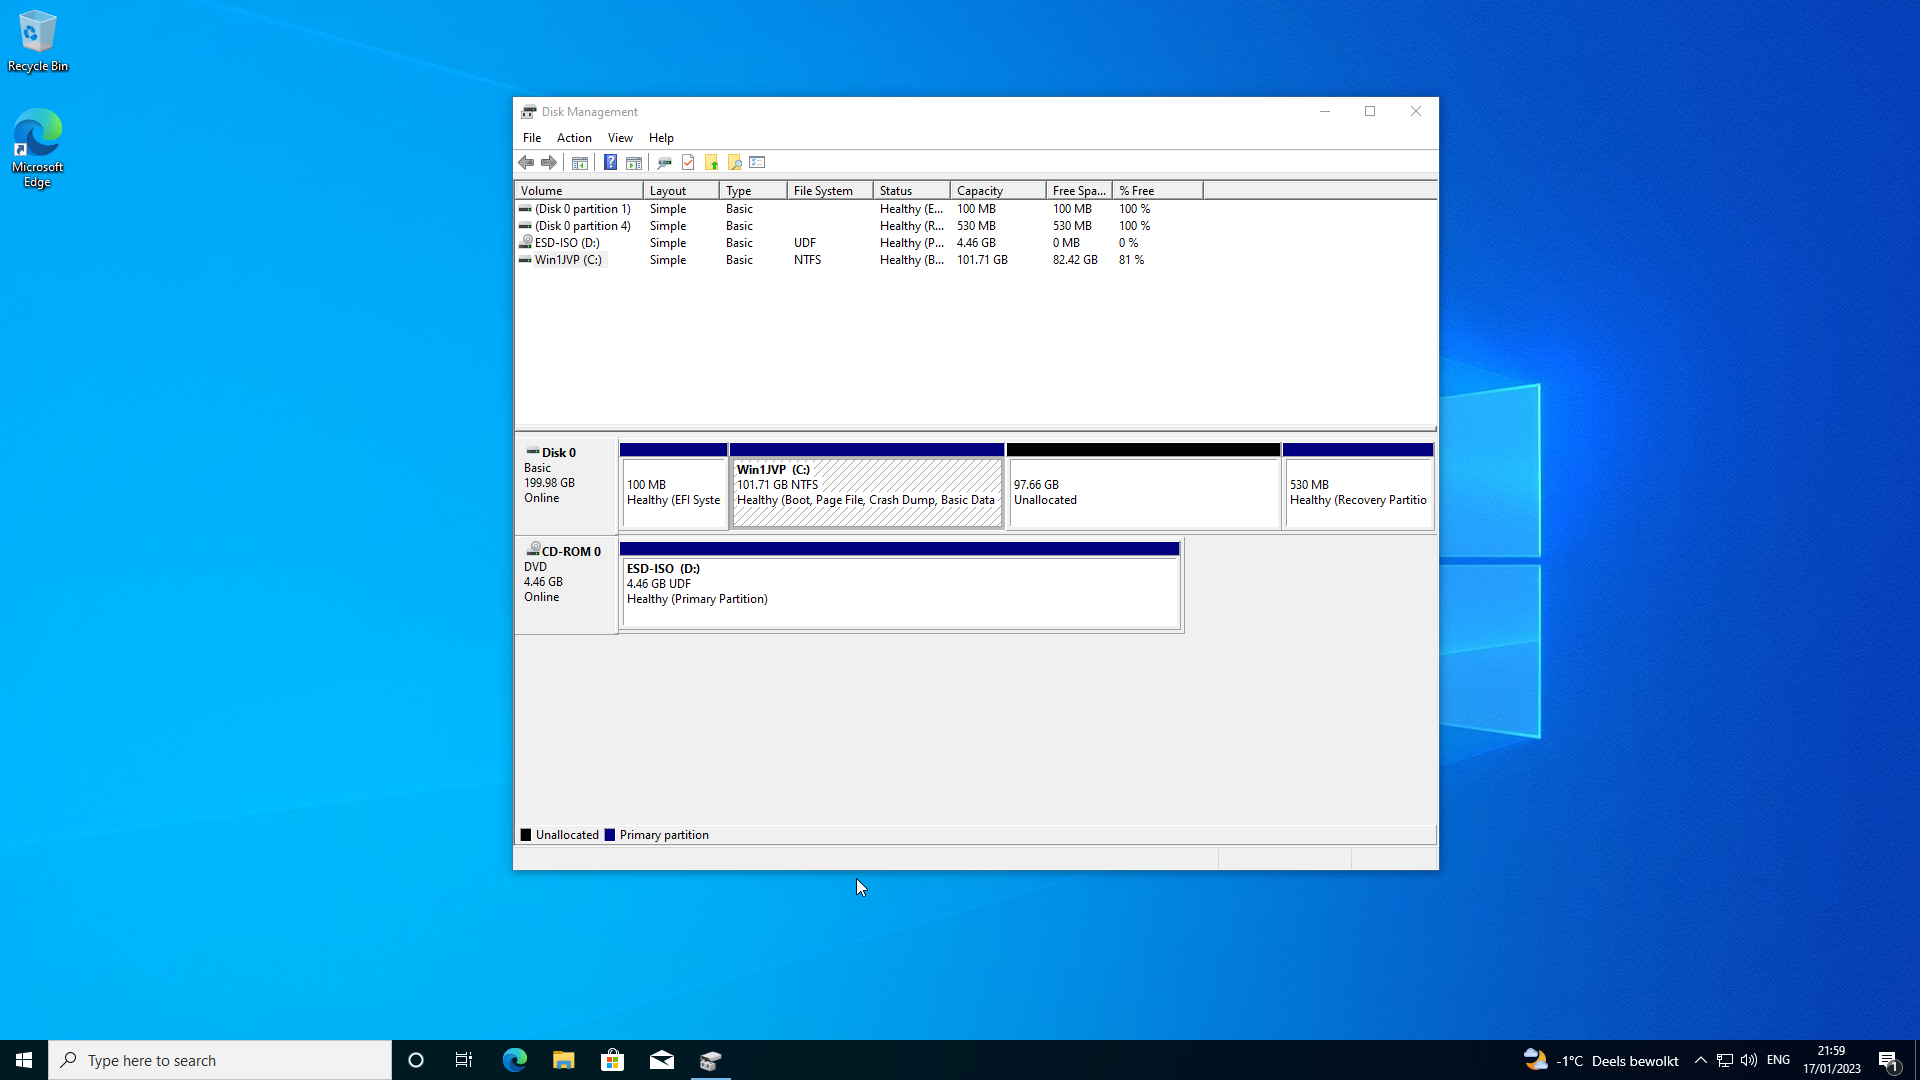 Recycle Bin
Microsoft
Edge
Disk Management
File Action View Help
Volume Layout Type File System Status Capacity Free Spa... % Free
(Disk 0 partition 1) Simple Basic Healthy (E... 100 MB 100 MB 100 %
(Disk 0 partition 4) Simple Basic Healthy (R... 530 MB 530 MB 100 %
ESD-ISO (D:) Simple Basic UDF Healthy (P... 4.46 GB 0 MB 0 %
Win1JVP (C:) Simple Basic NTFS Healthy (B... 101.71 GB 82.42 GB 81 %
Disk 0
Basic
199.98 GB
Online
100 MB
Healthy (EFI Syste
Win1JVP (C:)
101.71 GB NTFS
Healthy (Boot, Page File, Crash Dump, Basic Data
97.66 GB
Unallocated
530 MB
Healthy (Recovery Partitio
CD-ROM 0
DVD
4.46 GB
Online
ESD-ISO (D:)
4.46 GB UDF
Healthy (Primary Partition)
Unallocated Primary partition
Type here to search
-1°C Deels bewolkt
ENG
21:59
17/01/2023
1